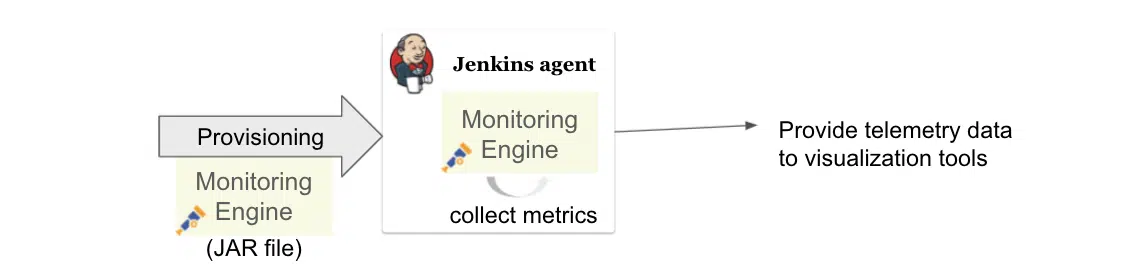 Provisioning
Monitoring
Engine
(JAR file)
Jenkins agent
Monitoring
Engine
collect metrics
Provide telemetry data
to visualization tools